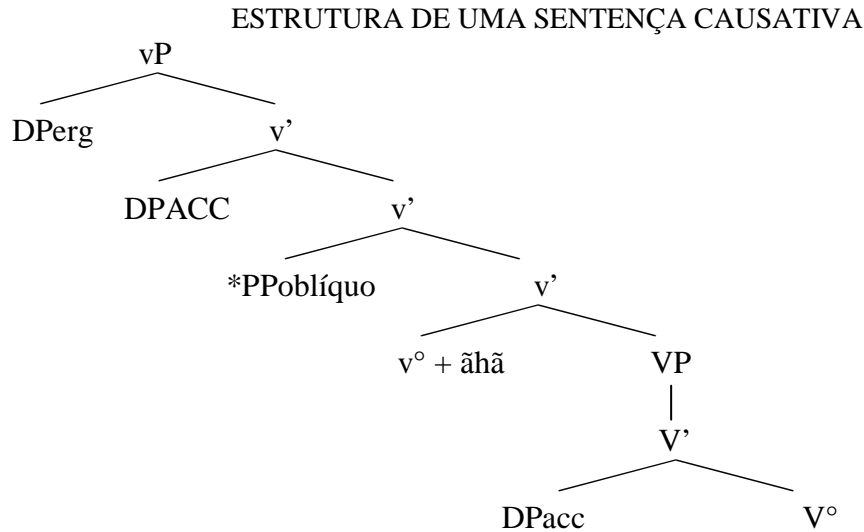 ESTRUTURA DE UMA SENTENÇA CAUSATIVA
vP
DPerg v’
DPACC v’
*PPoblíquo v’
v° + ãhã VP
V’
DPacc V°